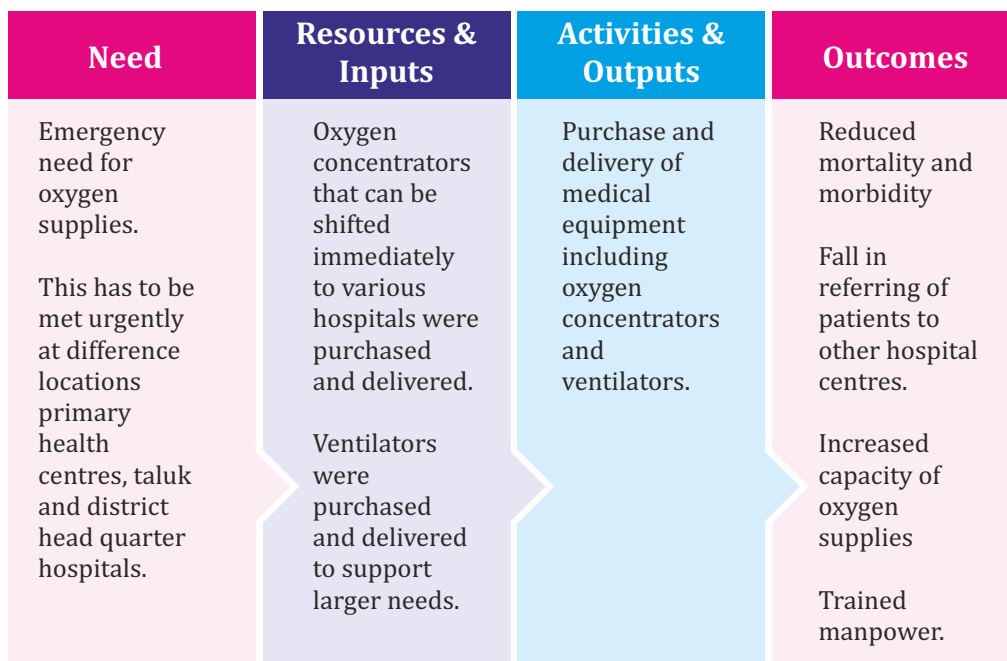 Need
Emergency
need for
oxygen
supplies.
This has to be
met urgently
at difference
locations
primary
health
centres, taluk
and district
head quarter
hospitals.
Resources &
Inputs
Oxygen
concentrators
that can be
shifted
immediately
to various
hospitals were
purchased
and delivered.
Ventilators
were
purchased
and delivered
to support
larger needs.
Activities &
Outputs
Purchase and
delivery of
medical
equipment
including
oxygen
concentrators
and
ventilators.
Outcomes
Reduced
mortality and
morbidity
Fall in
referring of
patients to
other hospital
centres.
Increased
capacity of
oxygen
supplies
Trained
manpower.